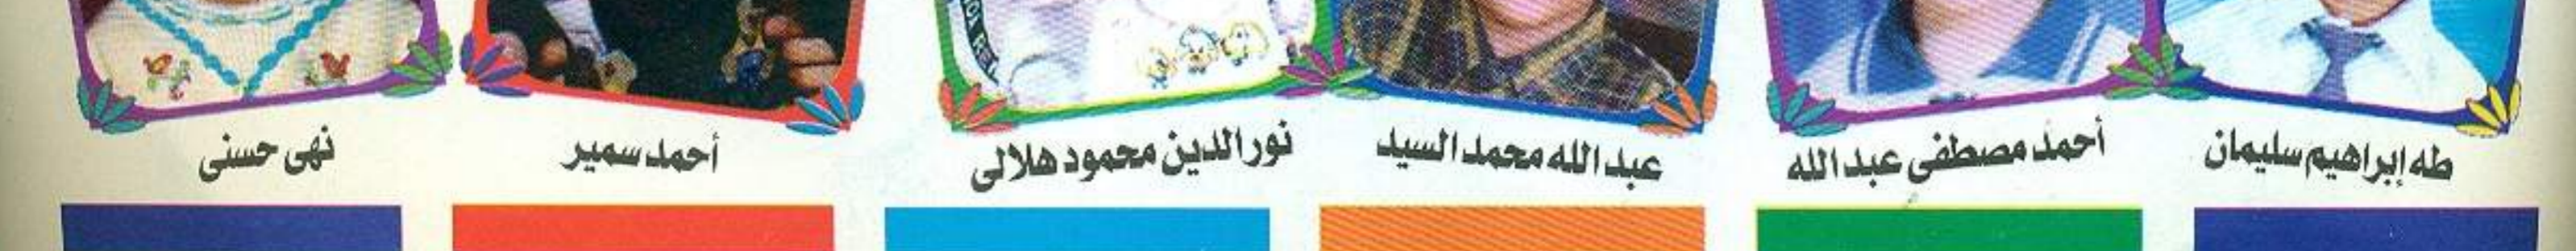 طه إبراهيم سليمان
أحمد مصطفى عبد الله
عبد الله محمد السيد
نور الدين محمود هلالى
أحمد سمير
نهى حسنى